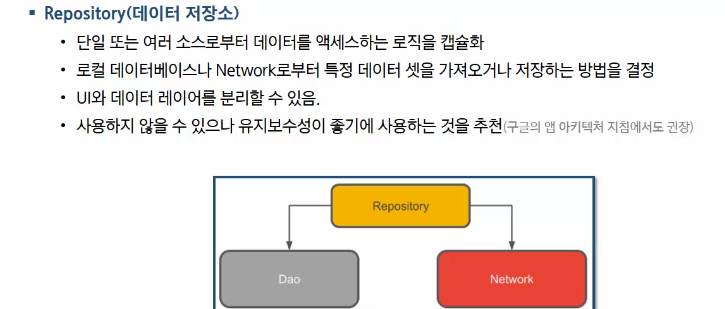 ▪ Repository(데이터 저장소)
• 단일 또는 여러 소스로부터 데이터를 액세스하는 로직을 캡슐화
• 로컬 데이터베이스나 Network로부터 특정 데이터 셋을 가져오거나 저장하는 방법을 결정
• UI와 데이터 레이어를 분리할 수 있음.
• 사용하지 않을 수 있으나 유지보수성이 좋기에 사용하는 것을 추천(구글의 앱 아키텍처 지침에서도 권장)
Repository
Dao
Network